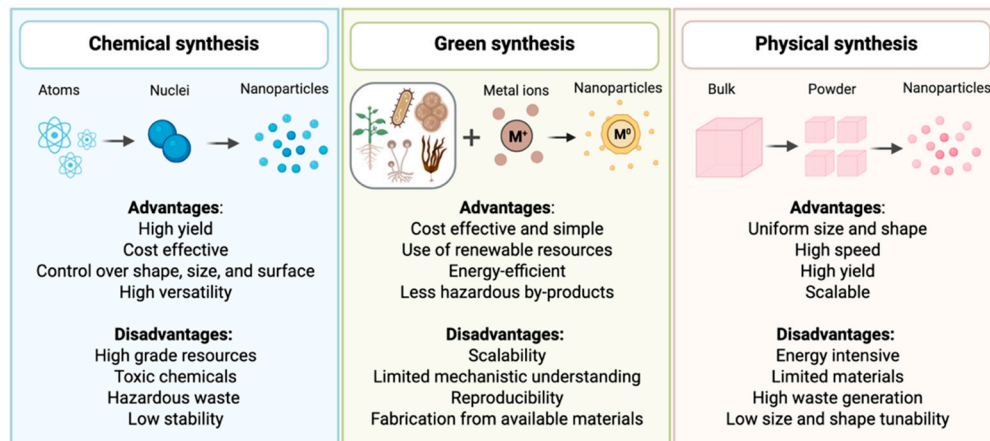 Chemical synthesis
Atoms
Nuclei
Nanoparticles
Advantages:
High yield
Cost effective
Control over shape, size, and surface
High versatility
Disadvantages:
High grade resources
Toxic chemicals
Hazardous waste
Low stability
Green synthesis
Metal ions
Nanoparticles
+
M⁺
M⁰
Advantages:
Cost effective and simple
Use of renewable resources
Energy-efficient
Less hazardous by-products
Disadvantages:
Scalability
Limited mechanistic understanding
Reproducibility
Fabrication from available materials
Physical synthesis
Bulk
Powder
Nanoparticles
Advantages:
Uniform size and shape
High speed
High yield
Scalable
Disadvantages:
Energy intensive
Limited materials
High waste generation
Low size and shape tunability